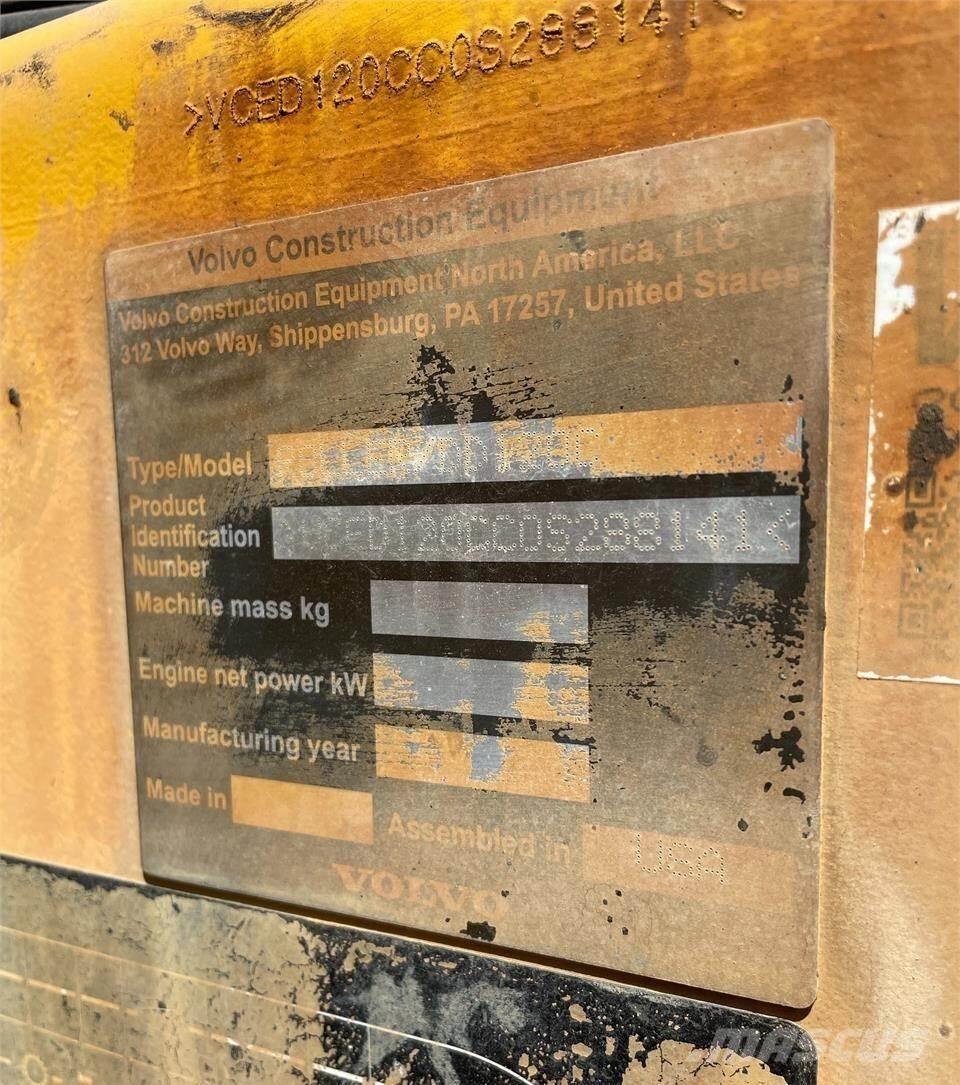 >VCED120CC0S288141<
Volvo Construction Equipment
Volvo Construction Equipment North America, LLC
312 Volvo Way, Shippensburg, PA 17257, United States
Type/Model
Product
identification
Number
>VCED120CC0S288141<
Machine mass kg
Engine net power kW
Manufacturing year
Made in
Assembled in
USA
VOLVO
MASCUS